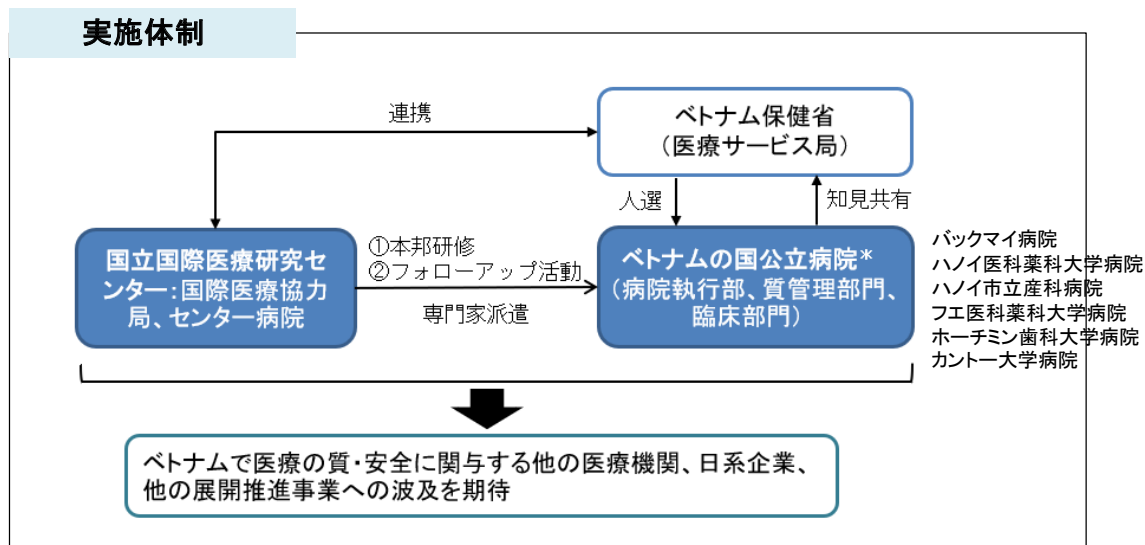 実施体制
連携
ベトナム保健省
（医療サービス局）
人選
知見共有
国立国際医療研究セ
ンター：国際医療協力
局、センター病院
①本邦研修
②フォローアップ活動
専門家派遣
ベトナムの国公立病院*
（病院執行部、質管理部門、
臨床部門）
バックマイ病院
ハノイ医科薬科大学病院
ハノイ市立産科病院
フエ医科薬科大学病院
ホーチミン歯科大学病院
カントー大学病院
ベトナムで医療の質・安全に関与する他の医療機関、日系企業、
他の展開推進事業への波及を期待